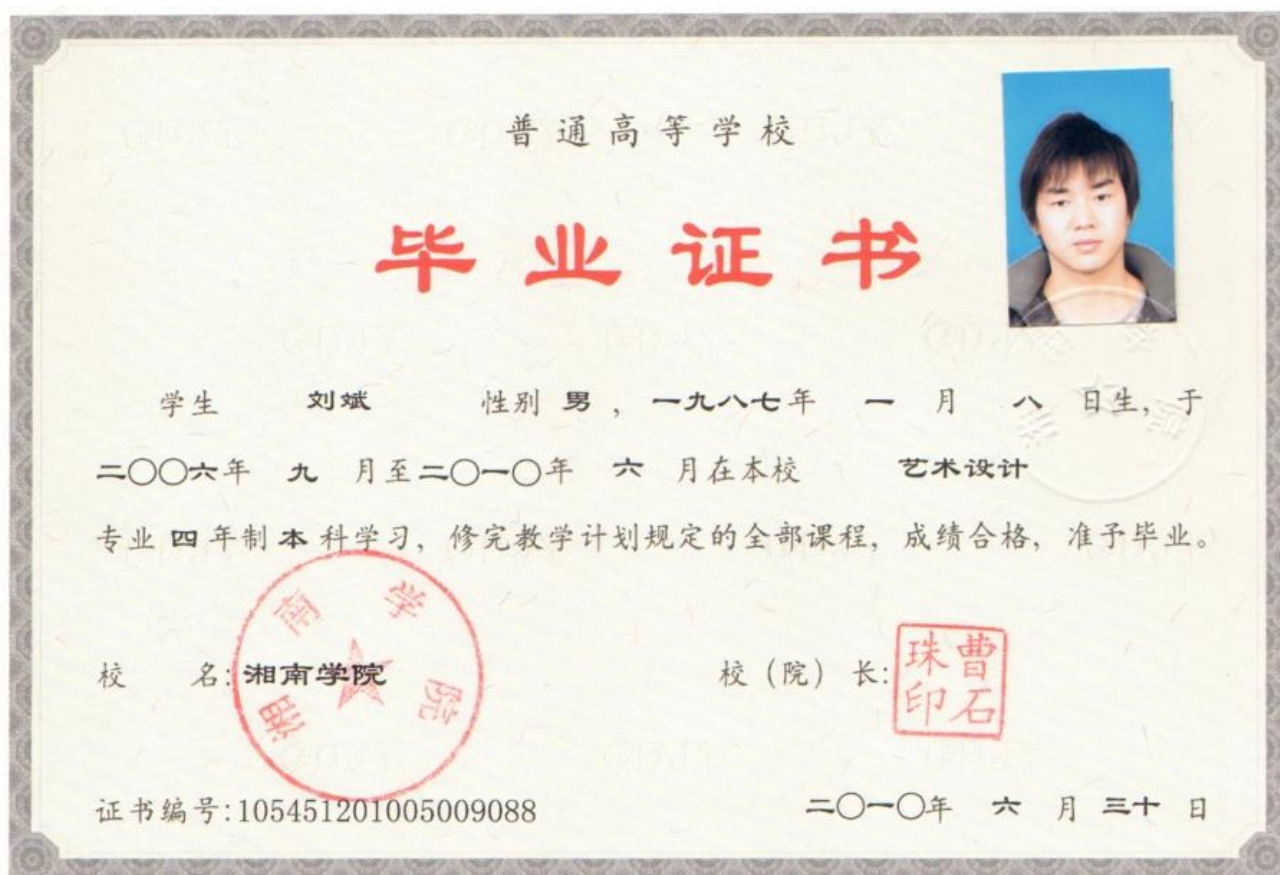 普通高等学校
毕业证书
学生 刘斌 性别 男，一九八七年 一 月 八 日生，于
二〇〇六年 九 月至二〇一〇年 六 月在本校 艺术设计
专业 四 年制 本 科学习，修完教学计划规定的全部课程，成绩合格，准予毕业。
校 名：湘南学院
湘南学院
校（院）长：
曹石珠印
证书编号：105451201005009088
二〇一〇年 六 月 三十 日